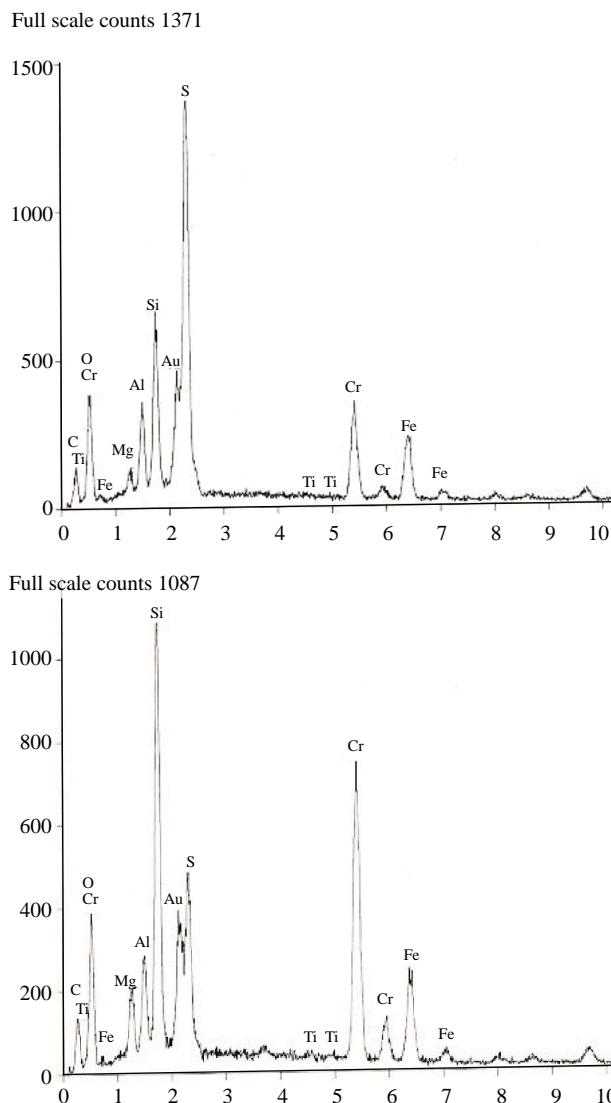 Full scale counts 1371
1500
S
1000
Si
500
O
Cr
Au
Al
Cr
Fe
C
Ti
Mg
Fe
Ti Ti
Cr
Fe
0
0 1 2 3 4 5 6 7 8 9 10
Full scale counts 1087
Si
1000
Cr
800
600
S
O
Cr
Au
400
Al
Fe
C
Ti
Mg
200
Cr
Fe
Ti Ti
Fe
0
0 1 2 3 4 5 6 7 8 9 10